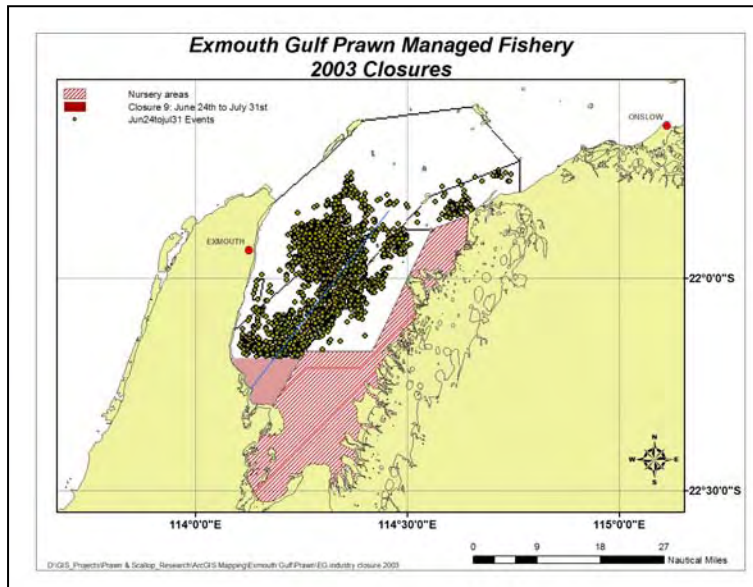 Exmouth Gulf Prawn Managed Fishery
2003 Closures
Nursery areas
Closure 9: June 24th to July 31st
Jun24tojul31 Events
ONSLOW
EXMOUTH
22°0'0"S
N
W E
S
22°30'0"S
114°0'0"E 114°30'0"E 115°0'0"E
0 9 18 27
Nautical Miles
D:\GIS_Projects\Prawn & Scallop_Research\ArcGIS Mapping\Exmouth Gulf\Prawn\EG industry closure 2003